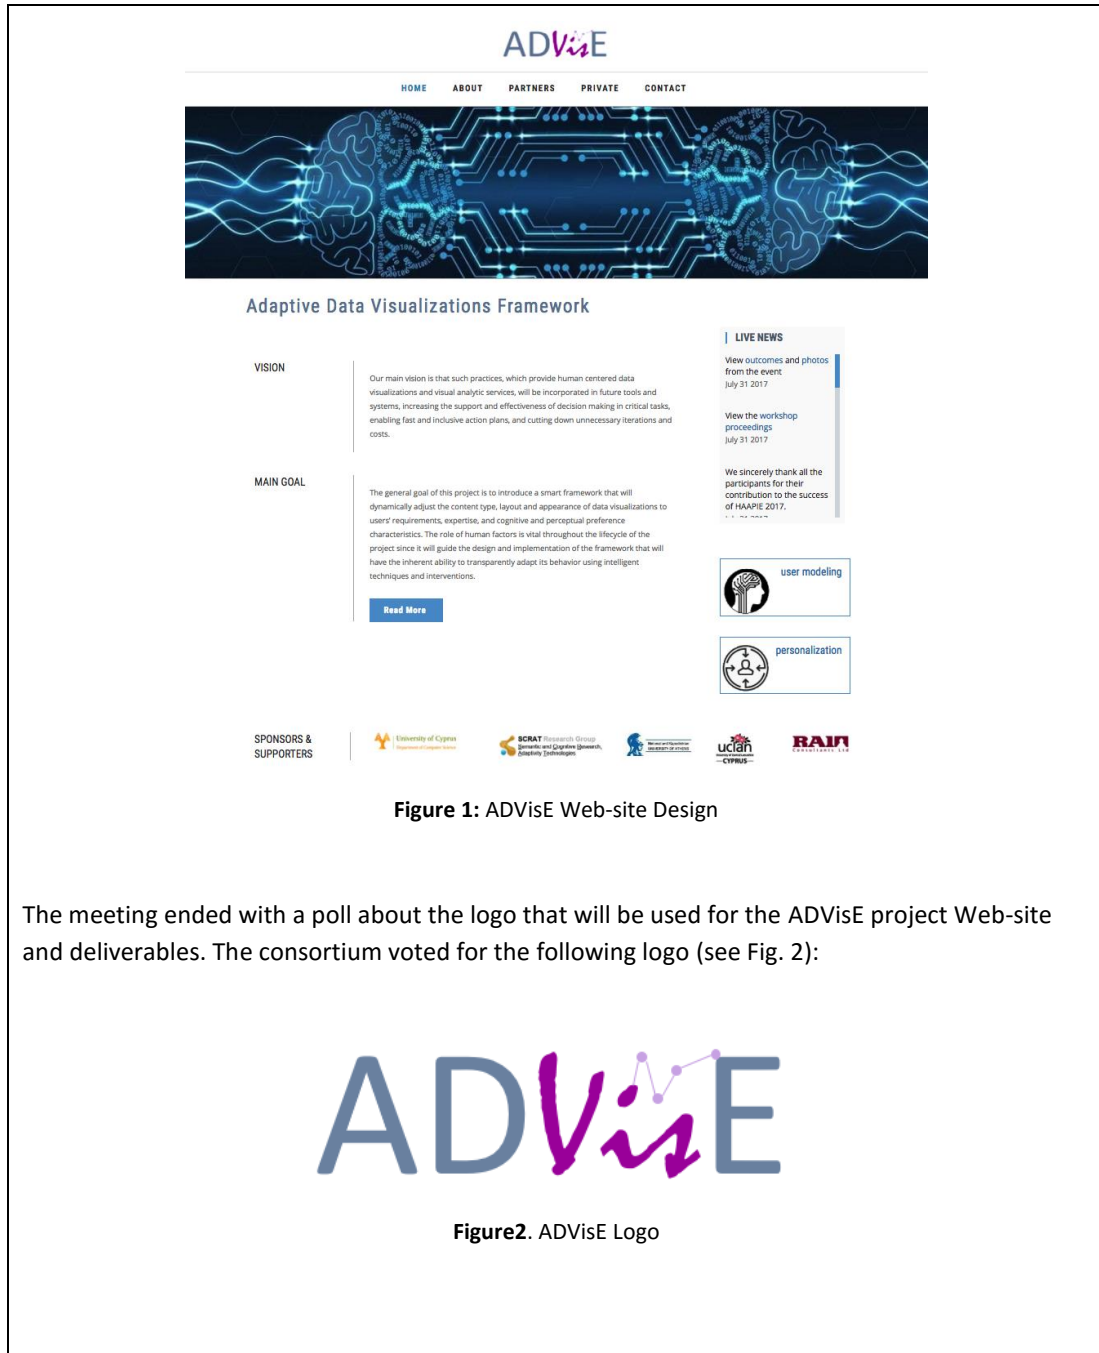 ADVisE
HOME ABOUT PARTNERS PRIVATE CONTACT
Adaptive Data Visualizations Framework
VISION
Our main vision is that such practices, which provide human centered data
visualizations and visual analytic services, will be incorporated in future tools and
systems, increasing the support and effectiveness of decision making in critical tasks,
enabling fast and inclusive action plans, and cutting down unnecessary iterations and
costs.
MAIN GOAL
The general goal of this project is to introduce a smart framework that will
dynamically adjust the content type, layout and appearance of data visualizations to
users' requirements, expertise, and cognitive and perceptual preference
characteristics. The role of human factors is vital throughout the lifecycle of the
project since it will guide the design and implementation of the framework that will
have the inherent ability to transparently adapt its behavior using intelligent
techniques and interventions.
Read More
LIVE NEWS
View outcomes and photos
from the event
July 31 2017
View the workshop
proceedings
July 31 2017
We sincerely thank all the
participants for their
contribution to the success
of HAAPIE 2017.
user modeling
personalization
SPONSORS &
SUPPORTERS
University of Cyprus
Department of Computer Science
SCRAT Research Group
Semantic and Cognitive Research,
Adaptivity Technologies
National and Kapodistrian
UNIVERSITY OF ATHENS
uclan
CYPRUS
RAIN
Consultants Ltd
Figure 1: ADVisE Web-site Design
The meeting ended with a poll about the logo that will be used for the ADVisE project Web-site
and deliverables. The consortium voted for the following logo (see Fig. 2):
ADVisE
Figure2. ADVisE Logo